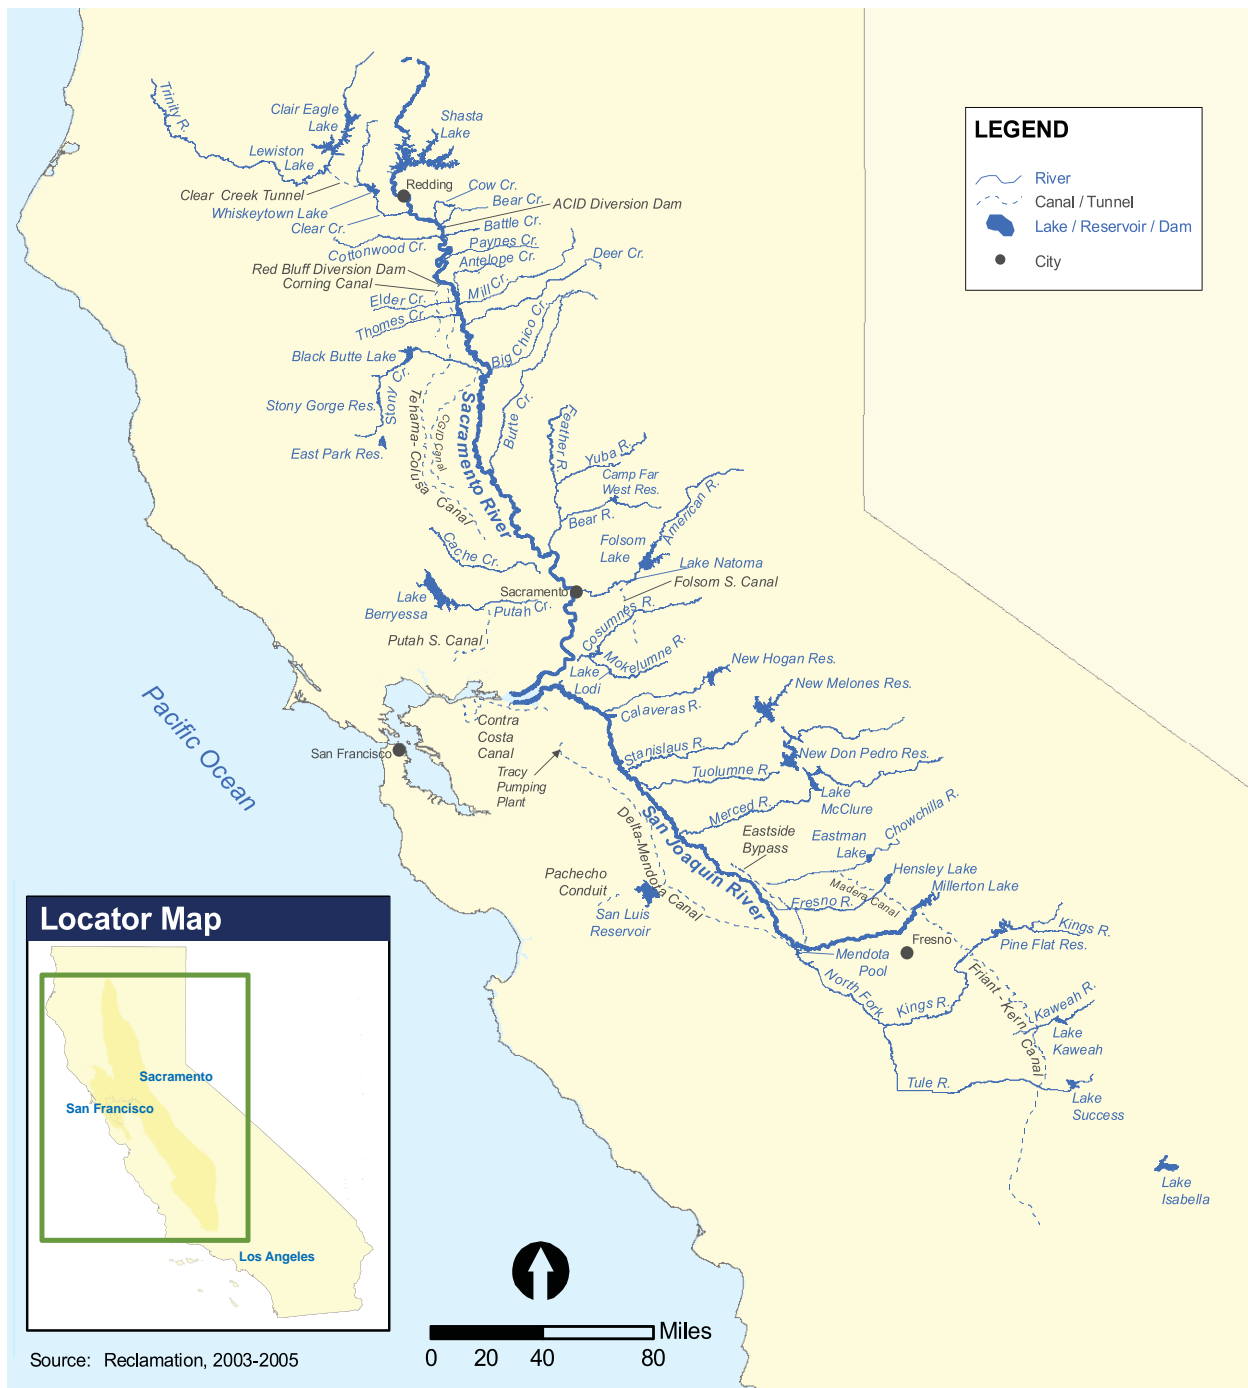 Trinity R.
Clair Eagle
Lake
Shasta
Lake
Lewiston
Lake
Clear Creek Tunnel
Redding
Cow Cr.
Whiskeytown Lake
Bear Cr.
ACID Diversion Dam
Clear Cr.
Battle Cr.
Cottonwood Cr.
Paynes Cr.
Antelope Cr.
Deer Cr.
Red Bluff Diversion Dam
Corning Canal
Mill Cr.
Elder Cr.
Thomes Cr.
Big Chico Cr.
Black Butte Lake
Stony Cr.
Stony Gorge Res.
East Park Res.
Tehama- Colusa Canal
CGID Canal
Sacramento River
Butte Cr.
Feather R.
Yuba R.
Camp Far
West Res.
Bear R.
American R.
Folsom
Lake
Lake Natoma
Folsom S. Canal
Cache Cr.
Lake
Berryessa
Sacramento
Putah Cr.
Putah S. Canal
Cosumnes R.
Mokelumne R.
Lake
Lodi
New Hogan Res.
New Melones Res.
Calaveras R.
Contra
Costa
Canal
San Francisco
Pacific Ocean
Tracy
Pumping
Plant
Stanislaus R.
Tuolumne R.
New Don Pedro Res.
Merced R.
Lake
McClure
Delta-Mendota Canal
San Joaquin River
Eastside
Bypass
Eastman
Lake
Chowchilla R.
Pachecho
Conduit
San Luis
Reservoir
Hensley Lake
Madera Canal
Millerton Lake
Fresno R.
Fresno
Mendota
Pool
Kings R.
Pine Flat Res.
North Fork
Kings R.
Friant - Kern Canal
Kaweah R.
Lake
Kaweah
Tule R.
Lake
Success
Lake
Isabella
LEGEND
River
Canal / Tunnel
Lake / Reservoir / Dam
City
Locator Map
Sacramento
San Francisco
Los Angeles
Miles
0 20 40 80
Source: Reclamation, 2003-2005